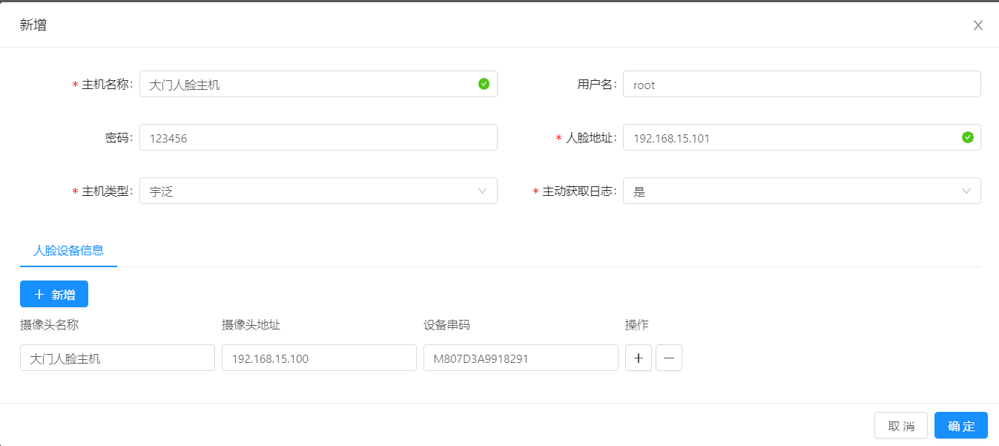 新增
* 主机名称: 大门人脸主机
用户名: root
密码: 123456
* 人脸地址: 192.168.15.101
* 主机类型: 宇泛
* 主动获取日志: 是
人脸设备信息
+ 新增
摄像头名称 摄像头地址 设备串码 操作
大门人脸主机 192.168.15.100 M807D3A9918291 + —
取消 确定